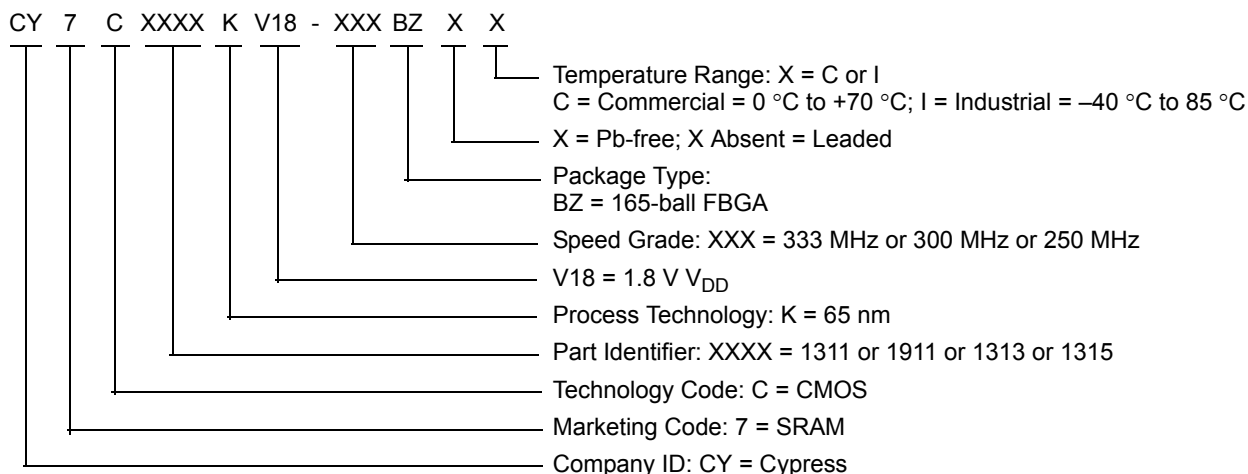 CY 7 C XXXX K V18 - XXX BZ X X
Temperature Range: X = C or I
C = Commercial = 0 °C to +70 °C; I = Industrial = –40 °C to 85 °C
X = Pb-free; X Absent = Leaded
Package Type:
BZ = 165-ball FBGA
Speed Grade: XXX = 333 MHz or 300 MHz or 250 MHz
V18 = 1.8 V VDD
Process Technology: K = 65 nm
Part Identifier: XXXX = 1311 or 1911 or 1313 or 1315
Technology Code: C = CMOS
Marketing Code: 7 = SRAM
Company ID: CY = Cypress